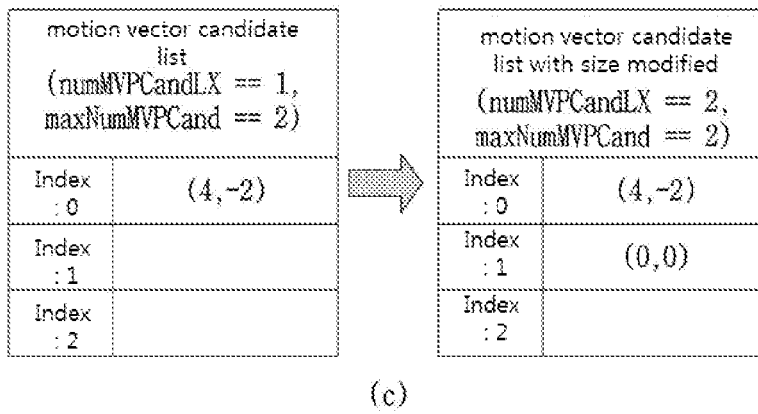 motion vector candidate
list
(numMVPCandLX == 1,
maxNumMVPCand == 2)
Index
: 0
(4,-2)
Index
: 1
Index
: 2
motion vector candidate
list with size modified
(numMVPCandLX == 2,
maxNumMVPCand == 2)
Index
: 0
(4,-2)
Index
: 1
(0,0)
Index
: 2
(c)